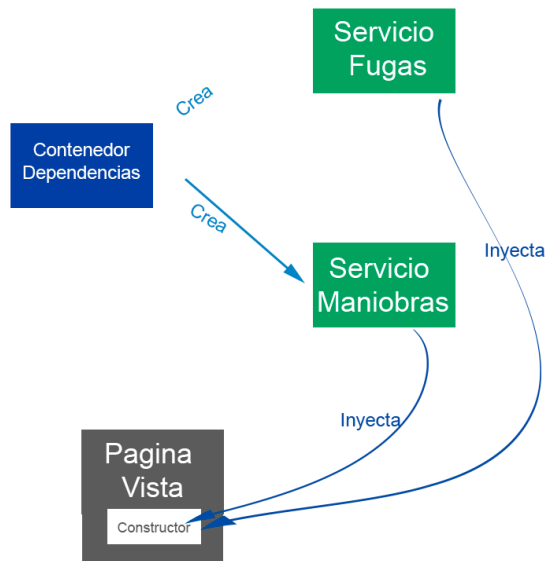 Servicio
Fugas
Crea
Contenedor
Dependencias
Crea
Servicio
Maniobras
Inyecta
Inyecta
Pagina
Vista
Constructor